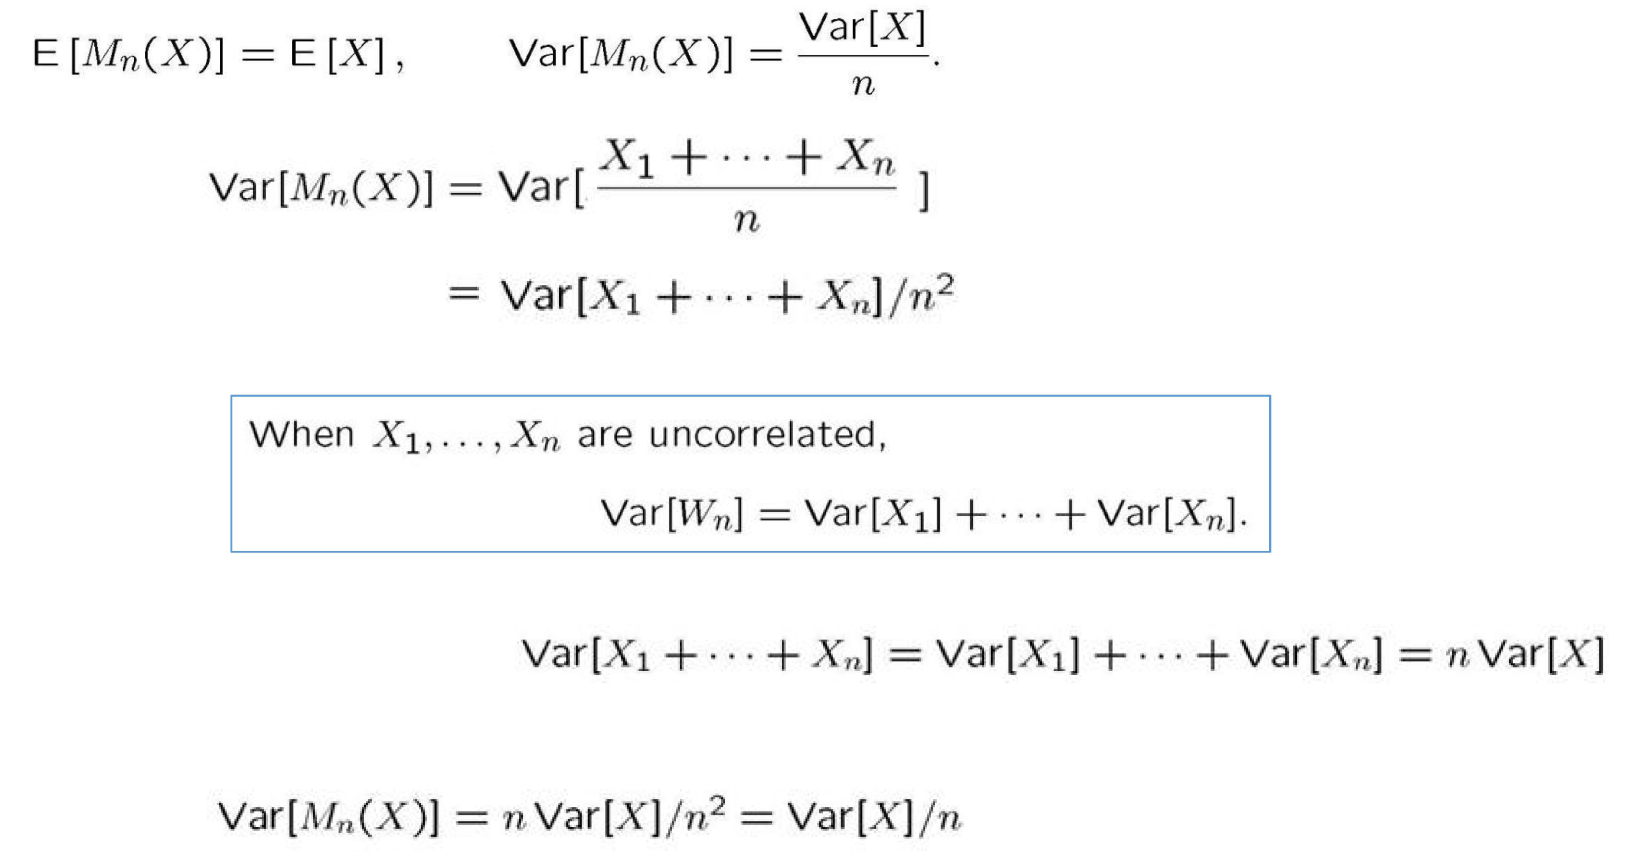 E[Mₙ(X)] = E[X], Var[Mₙ(X)] = Var[X]/n.
Var[Mₙ(X)] = Var[ (X₁ + ··· + Xₙ)/n ]
= Var[X₁ + ··· + Xₙ]/n²
When X₁, . . . , Xₙ are uncorrelated,
Var[Wₙ] = Var[X₁] + ··· + Var[Xₙ].
Var[X₁ + ··· + Xₙ] = Var[X₁] + ··· + Var[Xₙ] = n Var[X]
Var[Mₙ(X)] = n Var[X]/n² = Var[X]/n